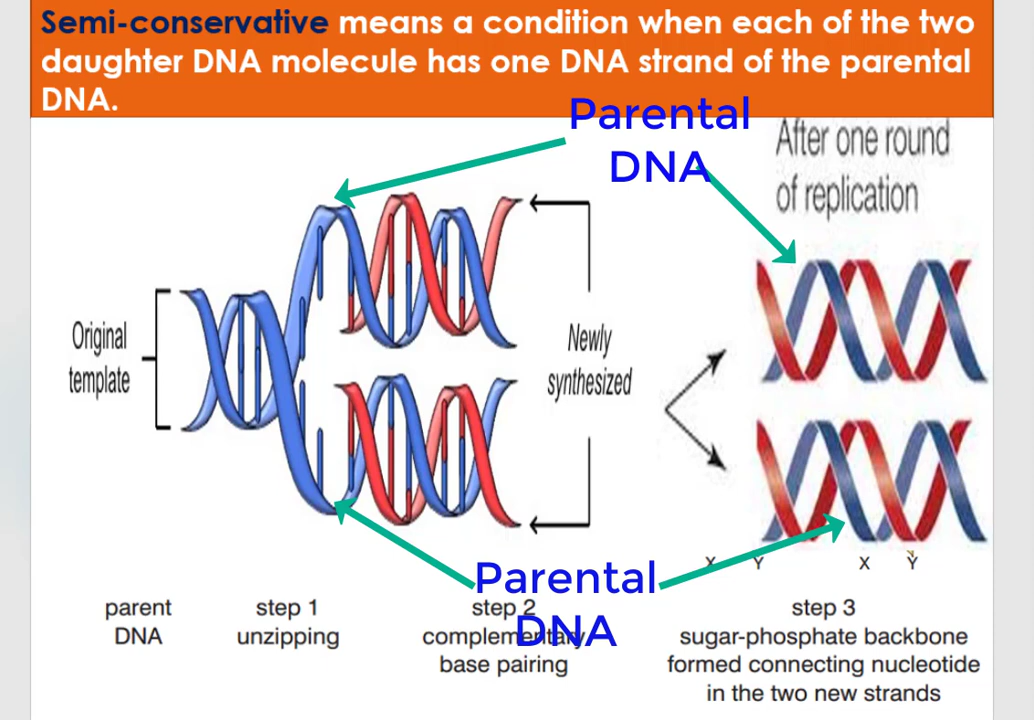 Semi-conservative means a condition when each of the two
daughter DNA molecule has one DNA strand of the parental
DNA.
Parental
DNA
After one round
of replication
Original
template
Newly
synthesized
Parental
DNA
X Y X Y
parent
DNA
step 1
unzipping
step 2
complementary
base pairing
step 3
sugar-phosphate backbone
formed connecting nucleotide
in the two new strands